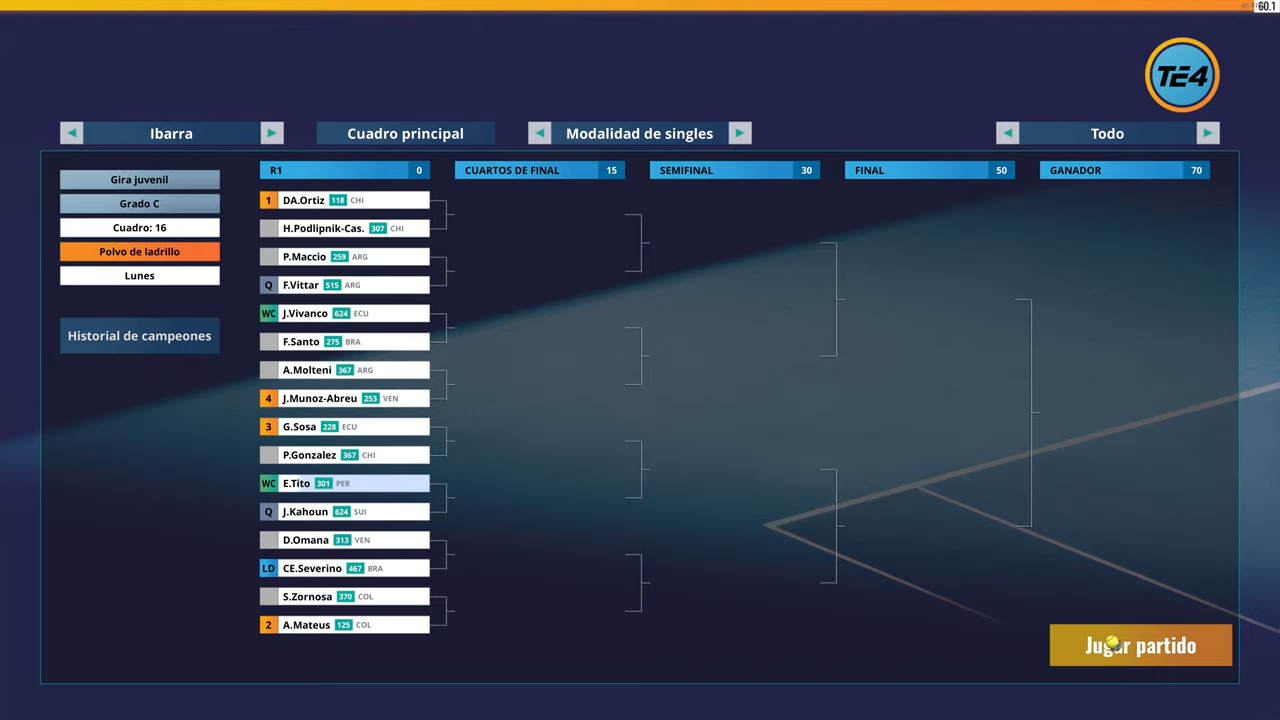 60.1
TE4
Ibarra
Cuadro principal
Modalidad de singles
Todo
Gira juvenil
Grado C
Cuadro: 16
Polvo de ladrillo
Lunes
Historial de campeones
R1 0
CUARTOS DE FINAL 15
SEMIFINAL 30
FINAL 50
GANADOR 70
1 DA.Ortiz 118 CHI
H.Podlipnik-Cas. 307 CHI
P.Maccio 259 ARG
Q F.Vittar 515 ARG
WC J.Vivanco 624 ECU
F.Santo 275 BRA
A.Molteni 367 ARG
4 J.Munoz-Abreu 253 VEN
3 G.Sosa 228 ECU
P.Gonzalez 367 CHI
WC E.Tito 301 PER
Q J.Kahoun 624 SUI
D.Omana 313 VEN
LD CE.Severino 467 BRA
S.Zornosa 370 COL
2 A.Mateus 125 COL
Jugar partido